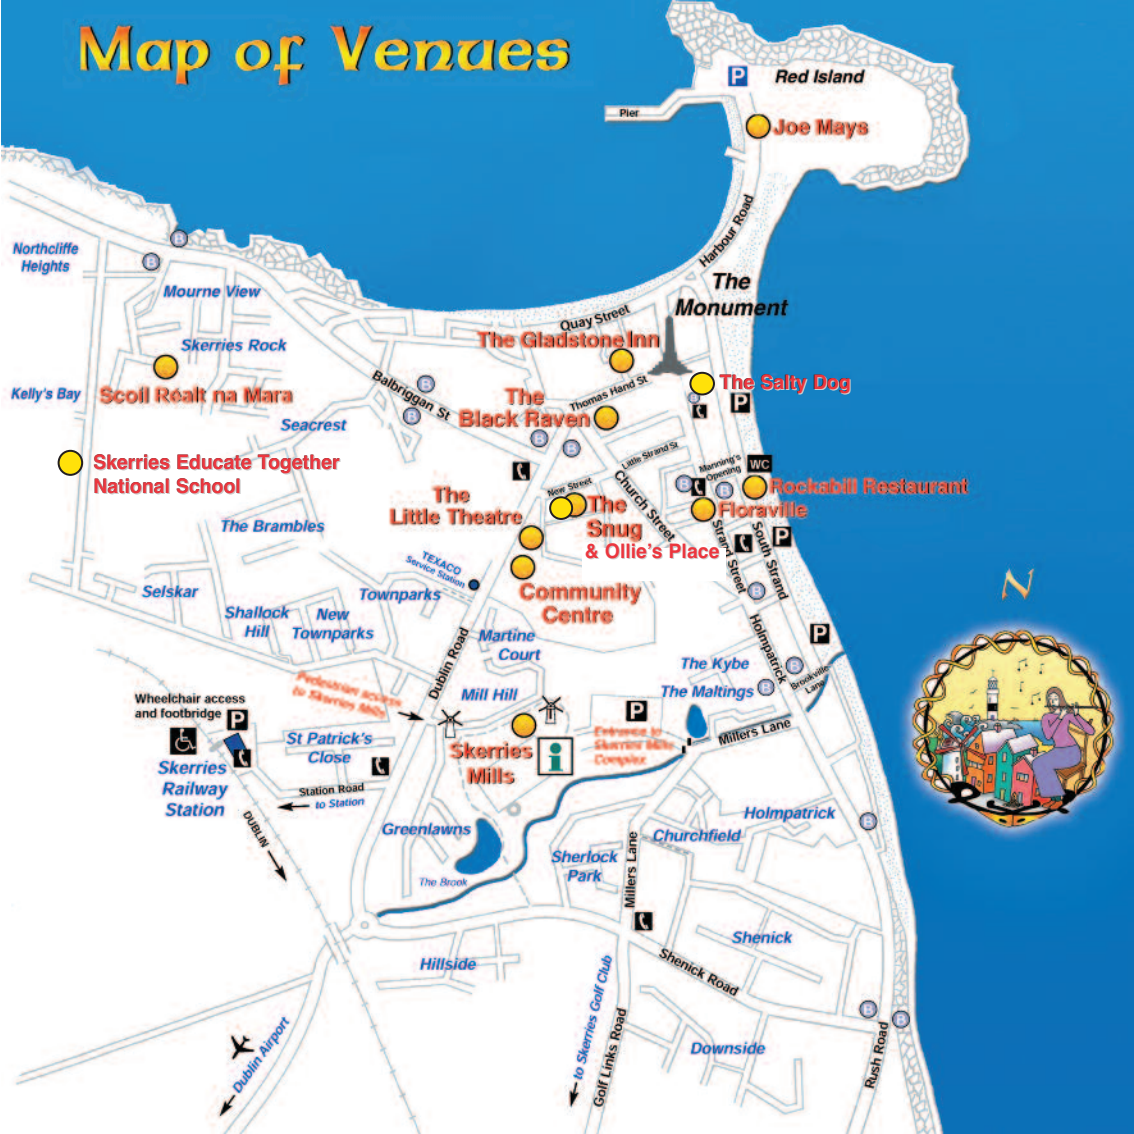 Map of Venues
P
Red Island
Pier
Joe Mays
Harbour Road
Northcliffe
Heights
B
B
Mourne View
The
Monument
Quay Street
The Gladstone Inn
Skerries Rock
Scoil Réalt na Mara
Kelly's Bay
Balbriggan St
B
B
Thomas Hand St
The Salty Dog
B
P
The
Black Raven
Seacrest
B
B
Skerries Educate Together
National School
Little Strand St
Manning's
Opening
WC
B
B
Rockabill Restaurant
Floraville
New Street
Church Street
The
Little Theatre
The
Snug
& Ollie's Place
The Brambles
Strand Street
South Strand
P
TEXACO
Service Station
Community
Centre
B
Selskar
Townparks
Shallock
Hill
New
Townparks
Martine
Court
Dublin Road
Holmpatrick
P
N
The Kybe
B
Brookville
Lane
The Maltings
B
Mill Hill
Pedestrian access
to Skerries Mills
Wheelchair access
and footbridge
P
P
Millers Lane
Entrance to
Skerries Mills
Complex
St Patrick's
Close
Skerries
Mills
i
Skerries
Railway
Station
Station Road
to Station
DUBLIN
Greenlawns
Holmpatrick
B
Churchfield
Sherlock
Park
Millers Lane
The Brook
Shenick
Hillside
Shenick Road
to Skerries Golf Club
Golf Links Road
B
B
Downside
Rush Road
Dublin Airport